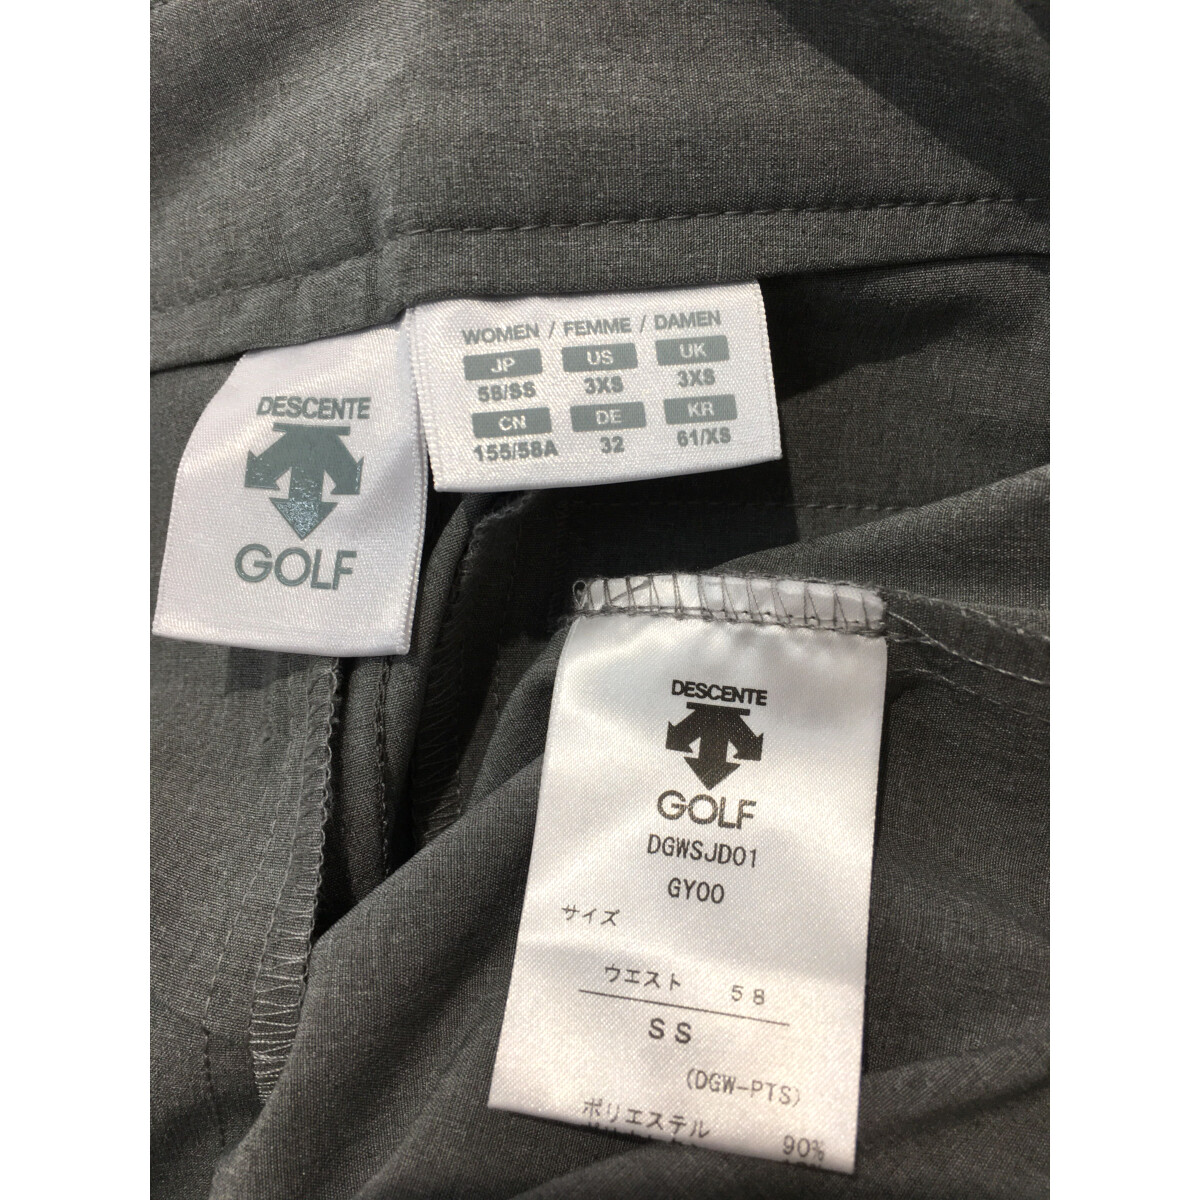 WOMEN / FEMME / DAMEN
JP US UK
58/SS 3XS 3XS
CN DE KR
155/58A 32 61/XS
DESCENTE
GOLF
DESCENTE
GOLF
DGWSJD01
GY00
サイズ
ウエスト 58
SS
(DGW-PTS)
ポリエステル 90%